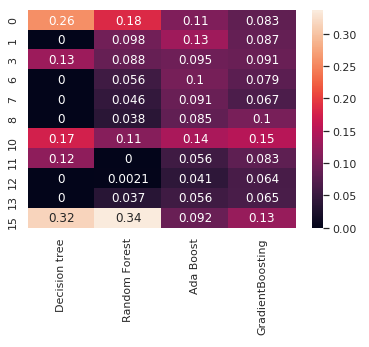 0 0.26 0.18 0.11 0.083
1 0 0.098 0.13 0.087
3 0.13 0.088 0.095 0.091
6 0 0.056 0.1 0.079
7 0 0.046 0.091 0.067
8 0 0.038 0.085 0.1
10 0.17 0.11 0.14 0.15
11 0.12 0 0.056 0.083
12 0 0.0021 0.041 0.064
13 0 0.037 0.056 0.065
15 0.32 0.34 0.092 0.13
Decision tree
Random Forest
Ada Boost
GradientBoosting
0.30
0.25
0.20
0.15
0.10
0.05
0.00